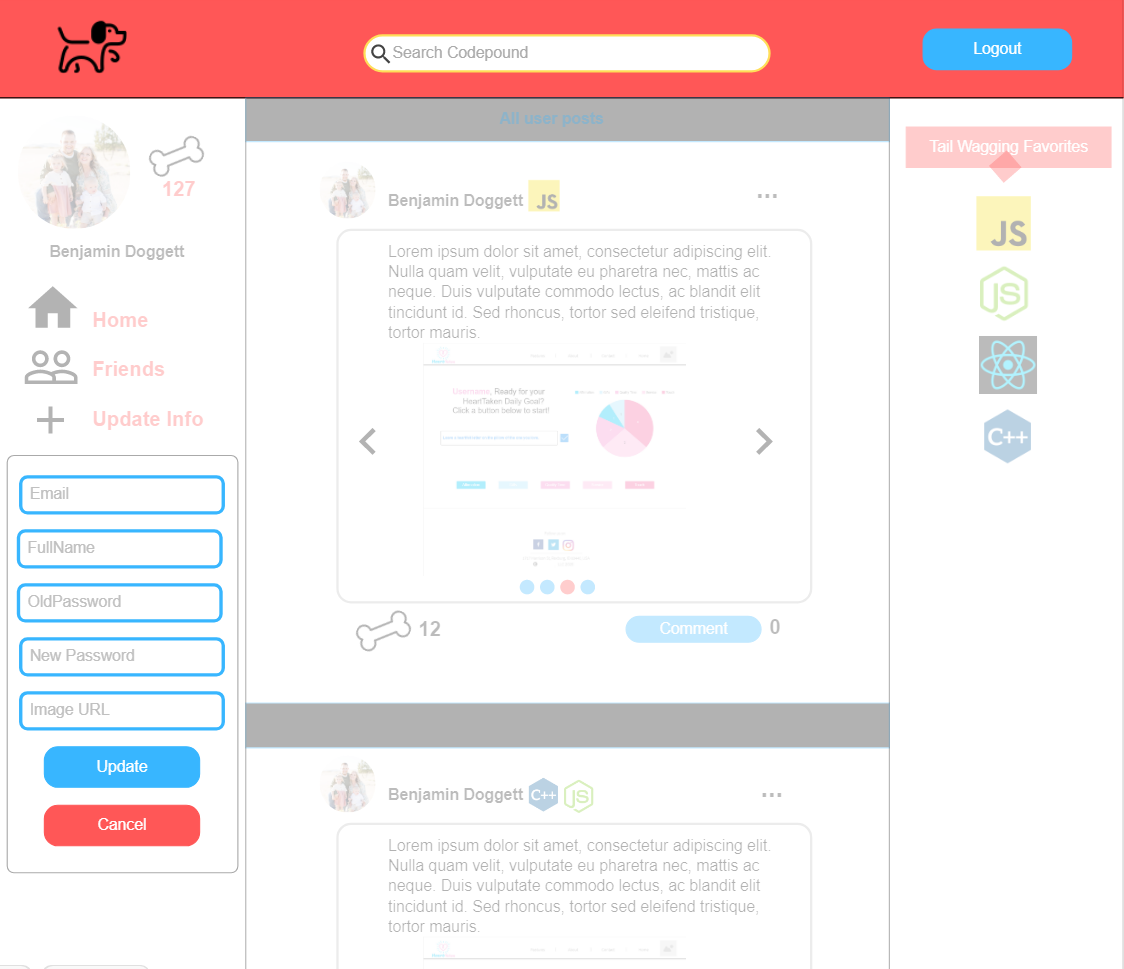 Search Codepound
Logout
127
Benjamin Doggett
Home
Friends
Update Info
Email
FullName
OldPassword
New Password
Image URL
Update
Cancel
All user posts
Benjamin Doggett JS
...
Lorem ipsum dolor sit amet, consectetur adipiscing elit.
Nulla quam velit, vulputate eu pharetra nec, mattis ac
neque. Duis vulputate commodo lectus, ac blandit elit
tincidunt id. Sed rhoncus, tortor sed eleifend tristique,
tortor mauris.
Username, Ready for your
HeartTaken Daily Goal?
Click a button below to start!
12
Comment
0
Benjamin Doggett C++ JS
...
Lorem ipsum dolor sit amet, consectetur adipiscing elit.
Nulla quam velit, vulputate eu pharetra nec, mattis ac
neque. Duis vulputate commodo lectus, ac blandit elit
tincidunt id. Sed rhoncus, tortor sed eleifend tristique,
tortor mauris.
Tail Wagging Favorites
JS
JS
C++